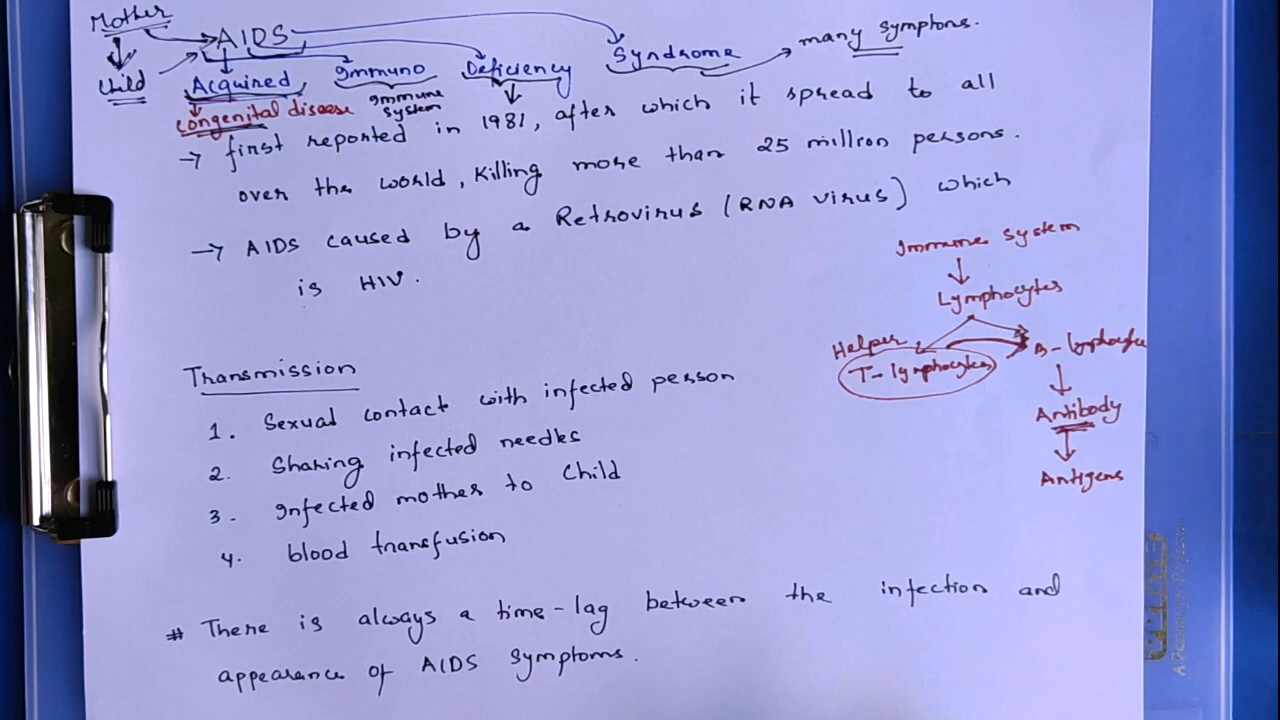 Mother
AIDS
Syndrome
many symptoms.
Child
Acquired
Immuno
Deficiency
Congenital disease
Immune
system
→ first reported in 1981, after which it spread to all
over the world, killing more than 25 million persons.
→ AIDS caused by a Retrovirus (RNA virus) which
is HIV.
Immune System
Lymphocytes
Helper
T-lymphocytes
B-lymphocyte
Antibody
Antigens
Transmission
1. Sexual contact with infected person
2. Sharing infected needles
3. Infected mother to Child
4. blood transfusion
# There is always a time-lag between the infection and
appearance of AIDS symptoms.